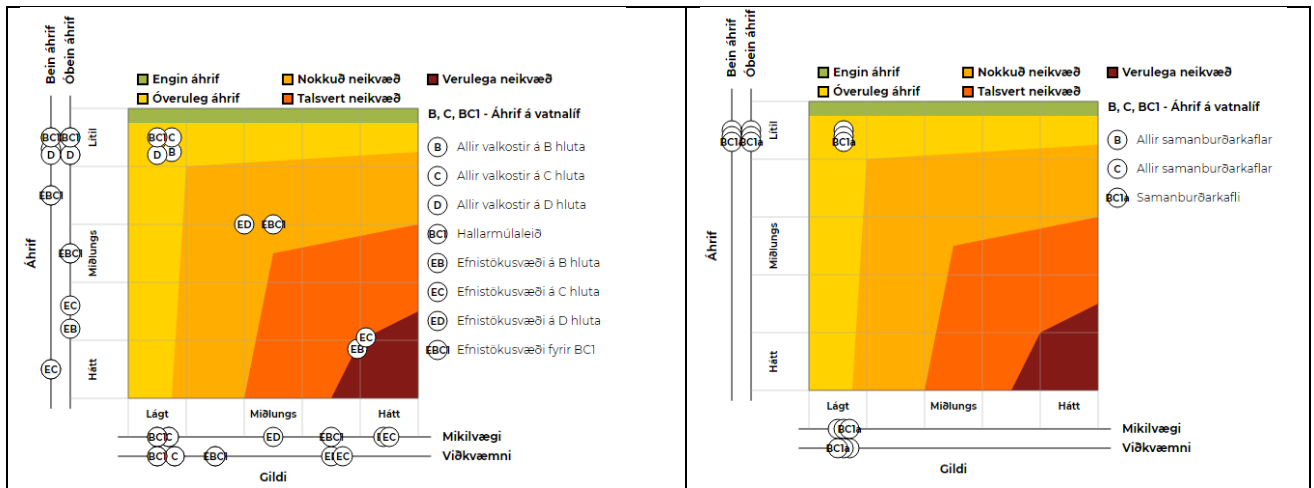 Bein áhrif
Óbein áhrif
Engin áhrif
Nokkuð neikvæð
Verulega neikvæð
Óveruleg áhrif
Talsvert neikvæð
B, C, BC1 - Áhrif á vatnalíf
B Allir valkostir á B hluta
C Allir valkostir á C hluta
D Allir valkostir á D hluta
BC1 Hallarmúlaleið
EB Efnistökusvæði á B hluta
EC Efnistökusvæði á C hluta
ED Efnistökusvæði á D hluta
EBC1 Efnistökusvæði fyrir BC1
Áhrif
Lítil
Miðlungs
Hátt
BC1 BC1
D D
EBC1
EBC1
EC
EB
EC
BC1 C
D B
ED EBC1
EC
EB
Lágt Miðlungs Hátt
BC1 C ED EBC1 EC Mikilvægi
BC1 C EBC1 EC Viðkvæmni
Gildi
Bein áhrif
Óbein áhrif
Engin áhrif
Nokkuð neikvæð
Verulega neikvæð
Óveruleg áhrif
Talsvert neikvæð
B, C, BC1 - Áhrif á vatnalíf
B Allir samanburðarkaflar
C Allir samanburðarkaflar
BC1a Samanburðarkafli
Áhrif
Lítil
Miðlungs
Hátt
BC1a BC1a
BC1a
Lágt Miðlungs Hátt
BC1a Mikilvægi
BC1a Viðkvæmni
Gildi